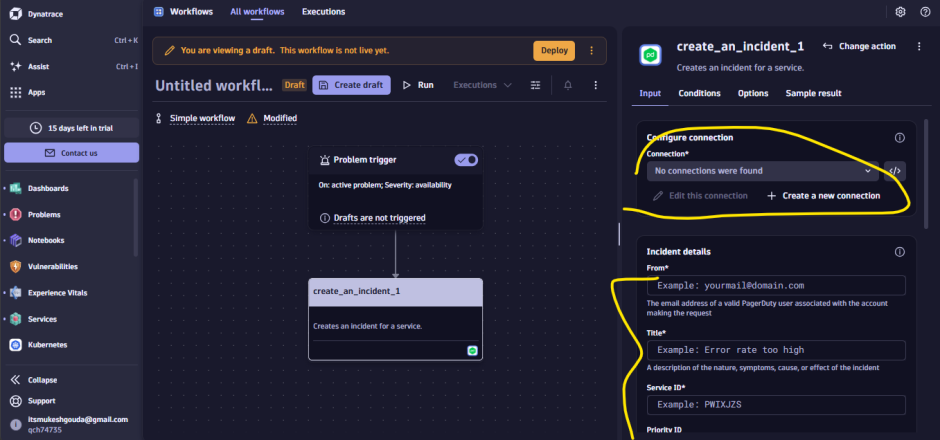 Dynatrace
Search Ctrl + K
Assist Ctrl + I
Apps
15 days left in trial
Contact us
Dashboards
Problems
Notebooks
Vulnerabilities
Experience Vitals
Services
Kubernetes
Collapse
Support
itsmukeshgouda@gmail.com
qch74735
Workflows All workflows Executions
You are viewing a draft. This workflow is not live yet. Deploy
Untitled workfl... Draft Create draft Run Executions
Simple workflow Modified
Problem trigger
On: active problem; Severity: availability
Drafts are not triggered
create_an_incident_1
Creates an incident for a service.
pd
create_an_incident_1 Change action
Creates an incident for a service.
Input Conditions Options Sample result
Configure connection
Connection*
No connections were found </>
Edit this connection + Create a new connection
Incident details
From*
Example: yourmail@domain.com
The email address of a valid PagerDuty user associated with the account
making the request
Title*
Example: Error rate too high
A description of the nature, symptoms, cause, or effect of the incident
Service ID*
Example: PWIXJZS
Priority ID